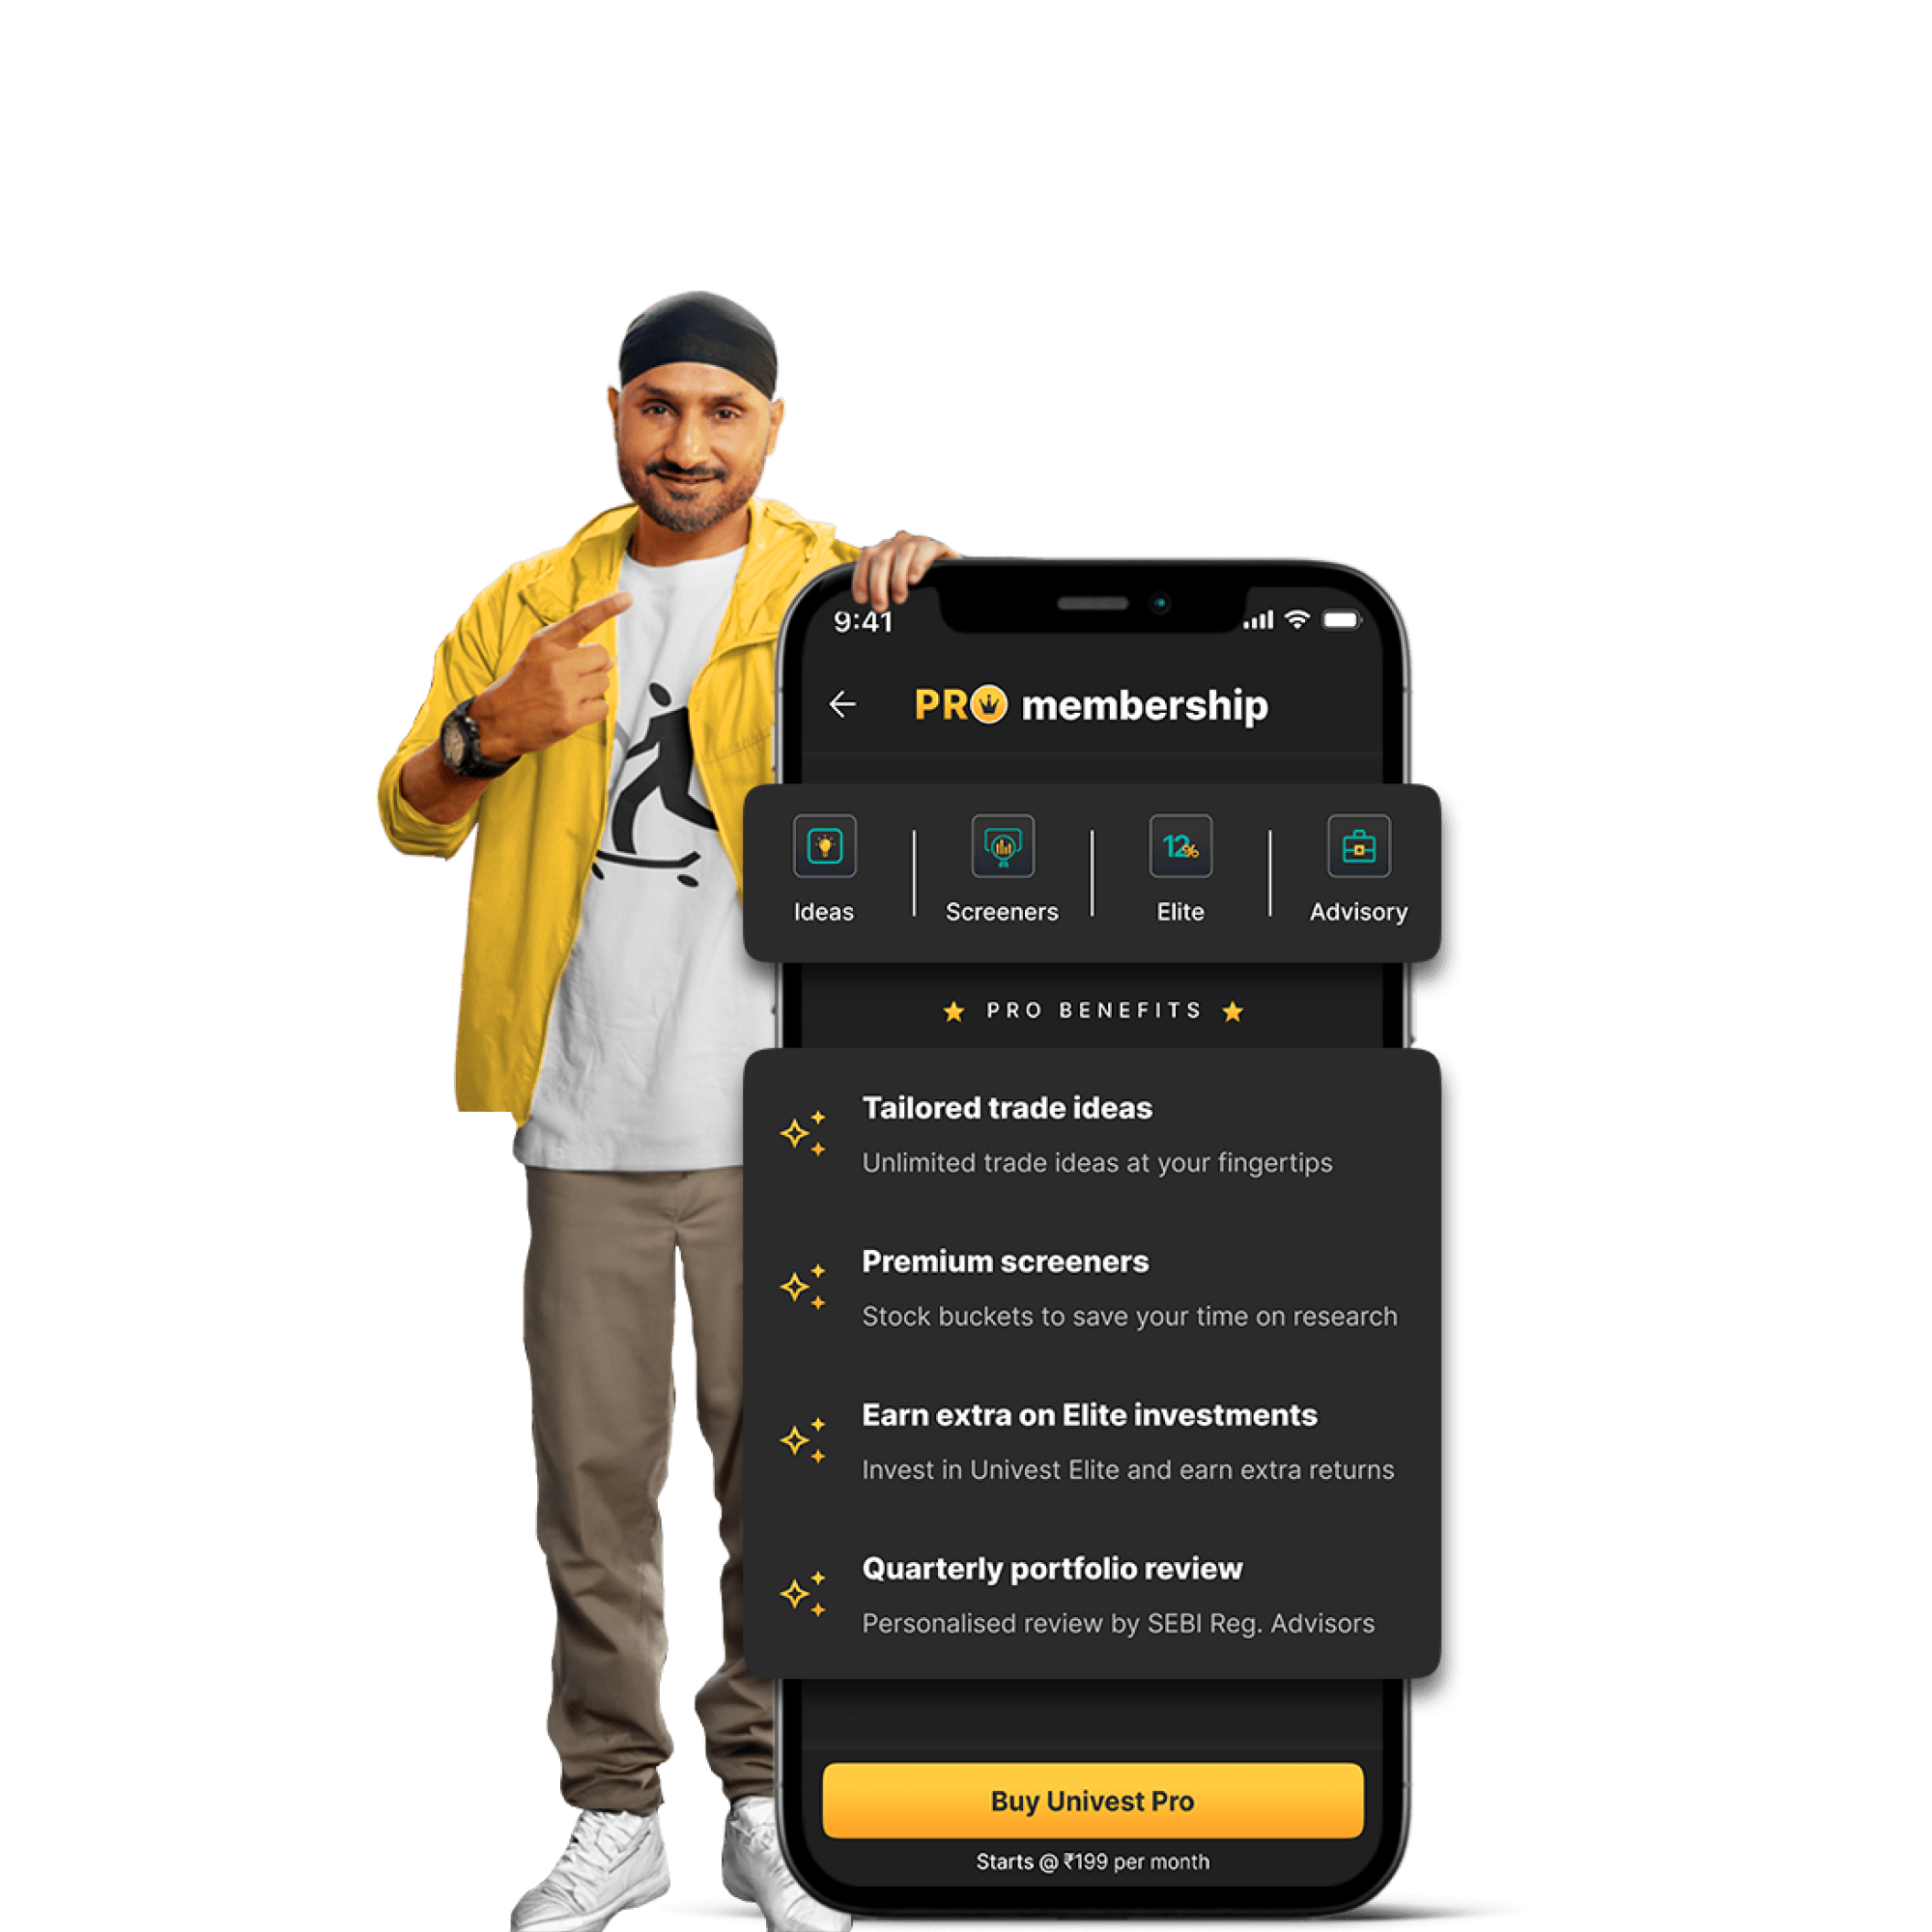 9:41
PRO membership
Ideas
Screeners
12%
Elite
Advisory
PRO BENEFITS
Tailored trade ideas
Unlimited trade ideas at your fingertips
Premium screeners
Stock buckets to save your time on research
Earn extra on Elite investments
Invest in Univest Elite and earn extra returns
Quarterly portfolio review
Personalised review by SEBI Reg. Advisors
Buy Univest Pro
Starts @ ₹199 per month